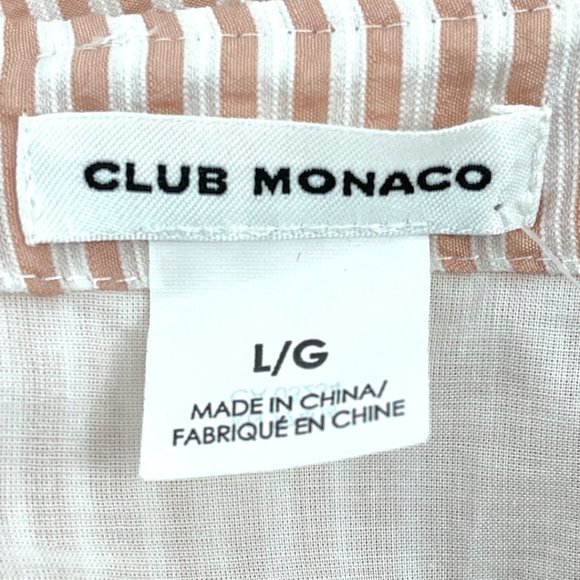 CLUB MONACO
L/G
MADE IN CHINA/
FABRIQUÉ EN CHINE